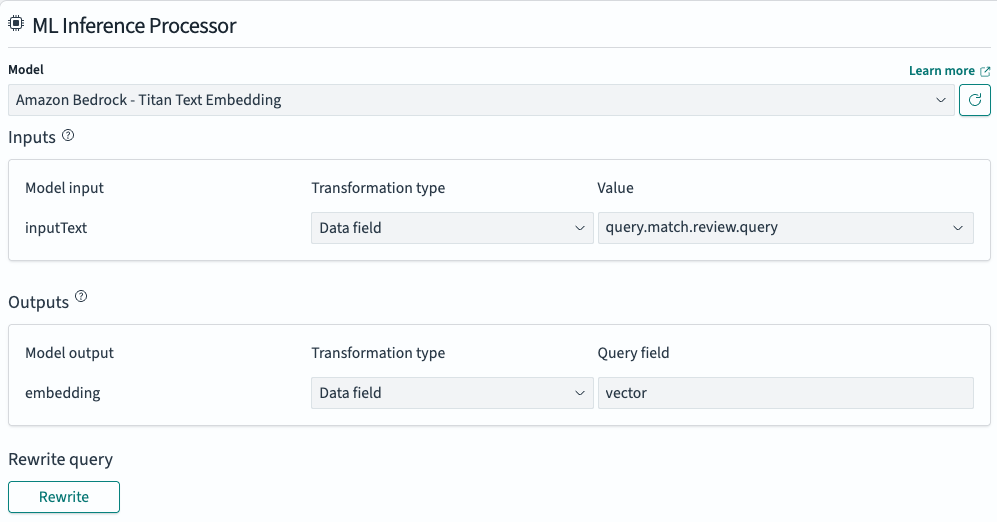 ML Inference Processor
Model
Learn more
Amazon Bedrock - Titan Text Embedding
Inputs ?
Model input Transformation type Value
inputText Data field query.match.review.query
Outputs ?
Model output Transformation type Query field
embedding Data field vector
Rewrite query
Rewrite